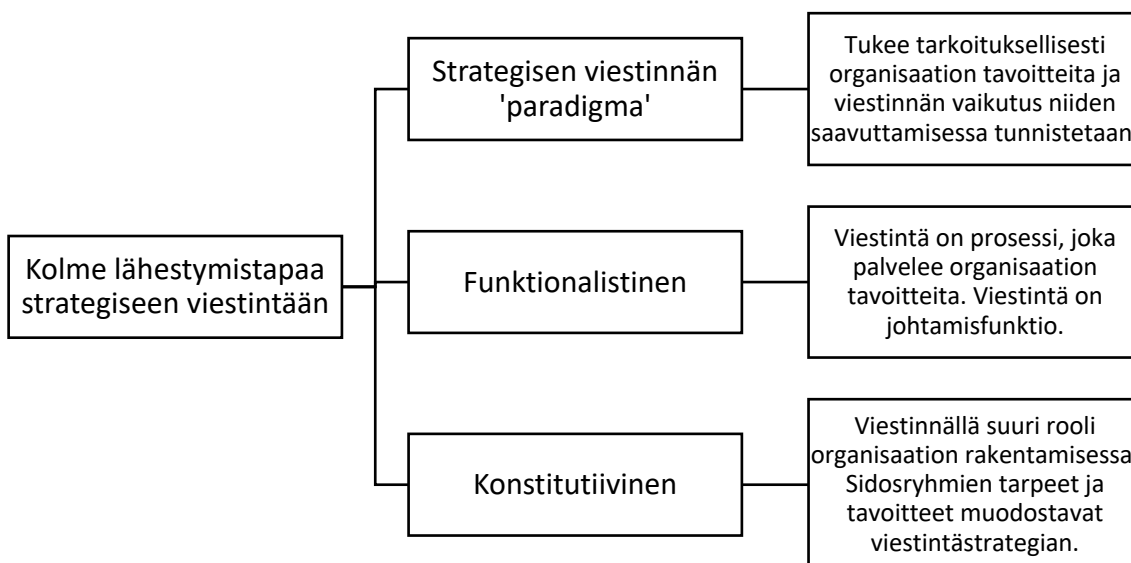 Kolme lähestymistapaa
strategiseen viestintään
Strategisen viestinnän
'paradigma'
Tukee tarkoituksellisesti
organisaation tavoitteita ja
viestinnän vaikutus niiden
saavuttamisessa tunnistetaan
Funktionalistinen
Viestintä on prosessi, joka
palvelee organisaation
tavoitteita. Viestintä on
johtamisfunktio.
Konstitutiivinen
Viestinnällä suuri rooli
organisaation rakentamisessa
Sidosryhmien tarpeet ja
tavoitteet muodostavat
viestintästrategian.